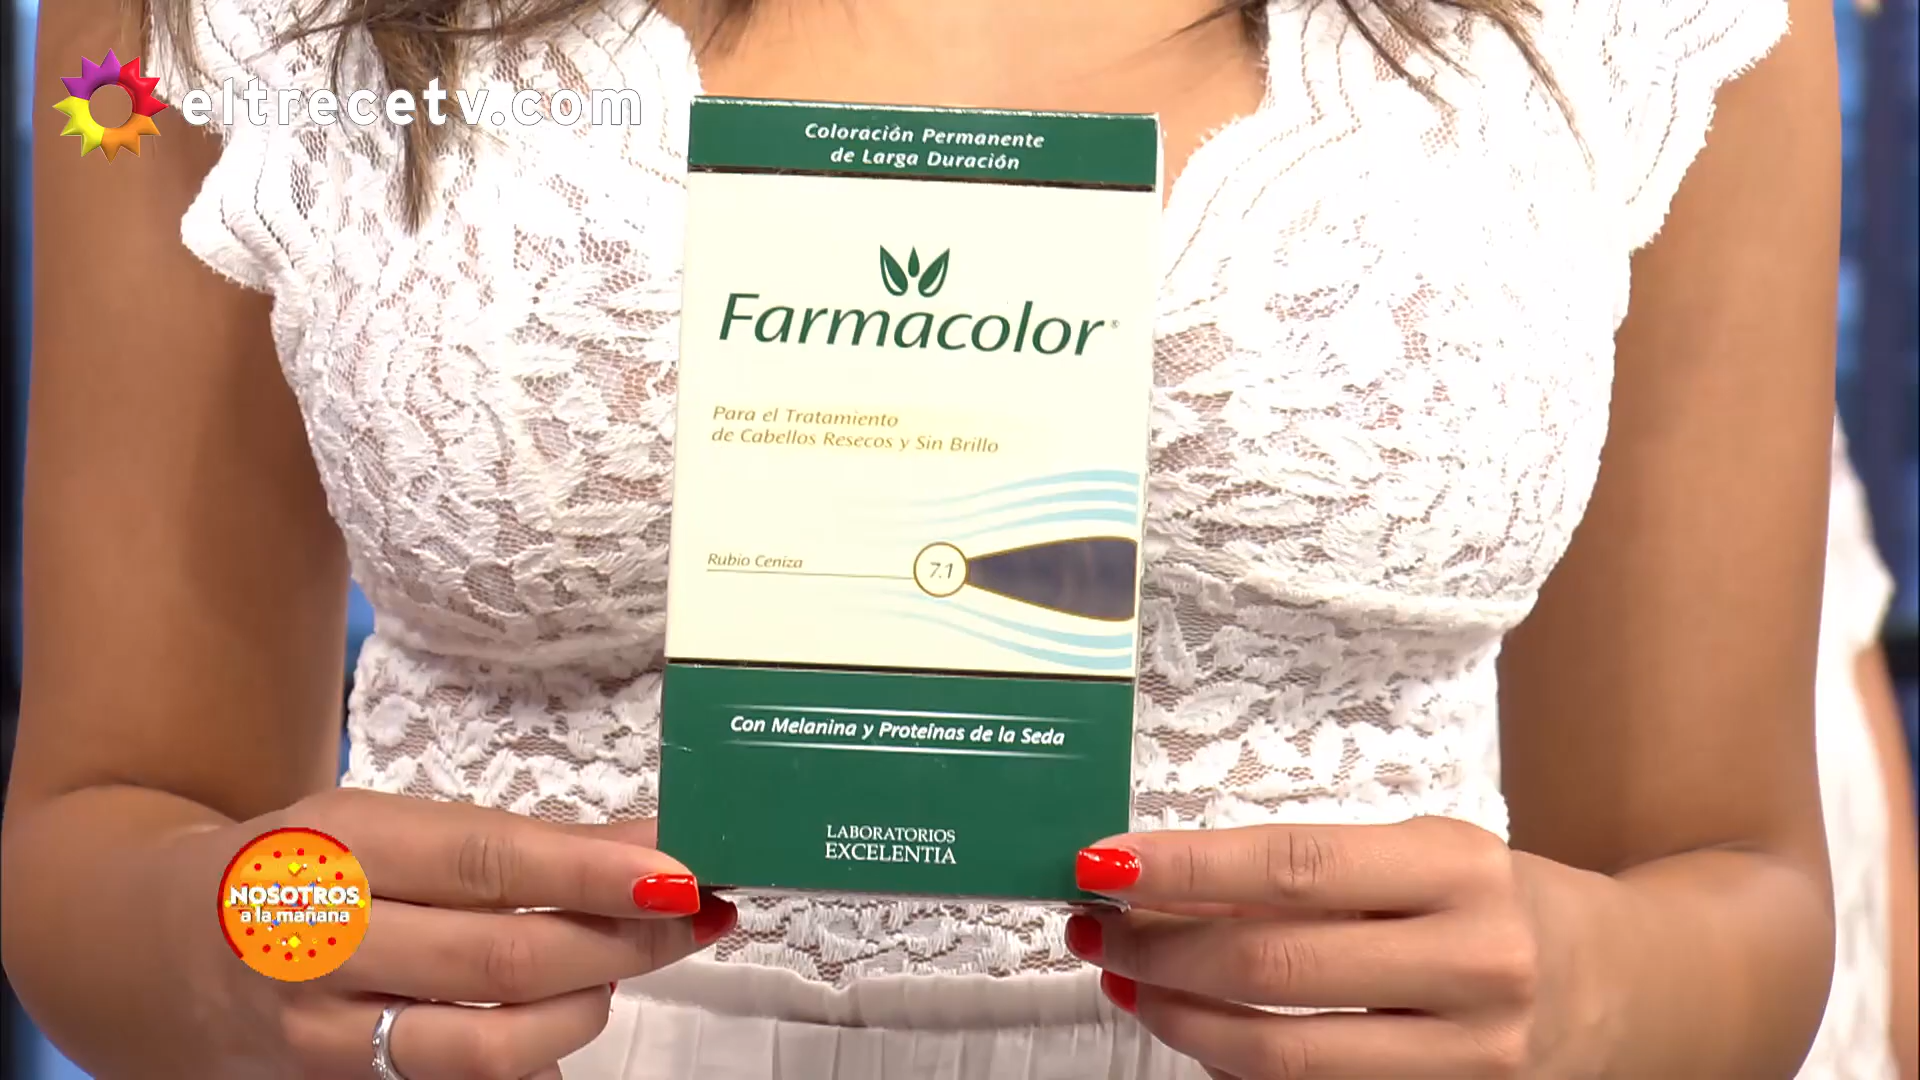 eltrecetv.com
Coloración Permanente
de Larga Duración
Farmacolor®
Para el Tratamiento
de Cabellos Resecos y Sin Brillo
Rubio Ceniza
7.1
Con Melanina y Proteínas de la Seda
LABORATORIOS
EXCELENTIA
NOSOTROS
a la mañana